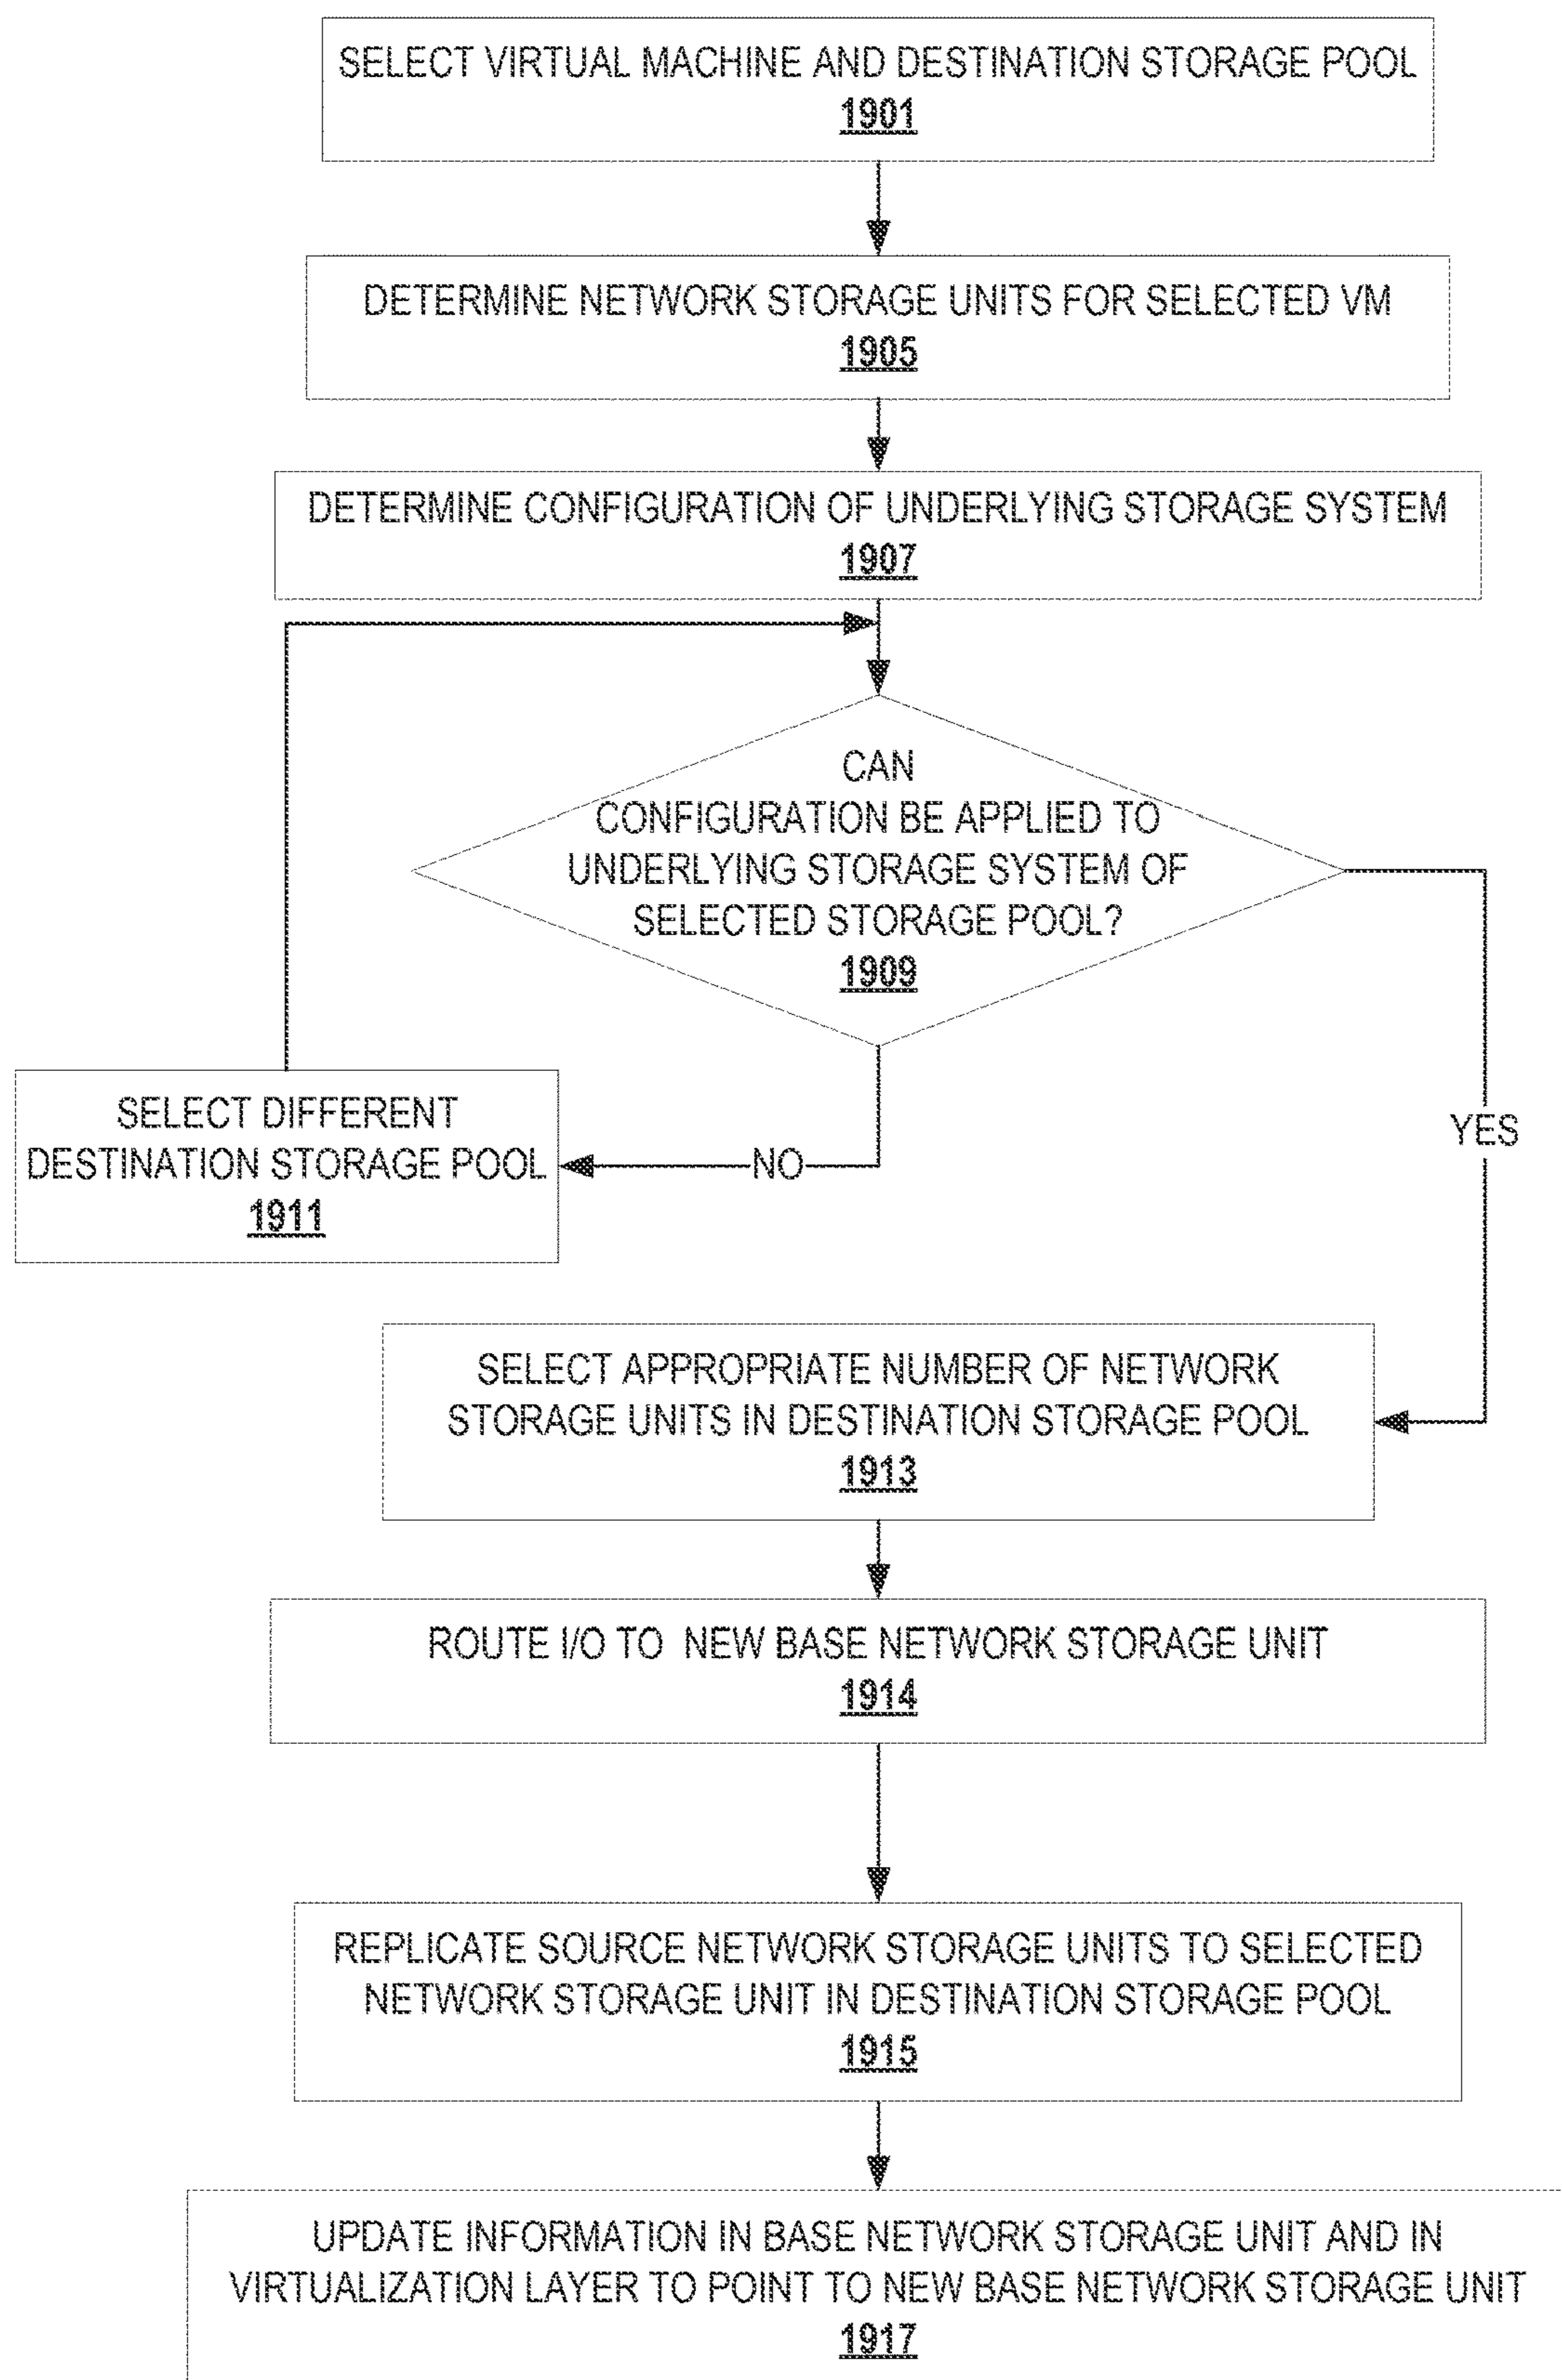 SELECT VIRTUAL MACHINE AND DESTINATION STORAGE POOL
1901
DETERMINE NETWORK STORAGE UNITS FOR SELECTED VM
1905
DETERMINE CONFIGURATION OF UNDERLYING STORAGE SYSTEM
1907
CAN
CONFIGURATION BE APPLIED TO
UNDERLYING STORAGE SYSTEM OF
SELECTED STORAGE POOL?
1909
SELECT DIFFERENT
DESTINATION STORAGE POOL
1911
NO
YES
SELECT APPROPRIATE NUMBER OF NETWORK
STORAGE UNITS IN DESTINATION STORAGE POOL
1913
ROUTE I/O TO NEW BASE NETWORK STORAGE UNIT
1914
REPLICATE SOURCE NETWORK STORAGE UNITS TO SELECTED
NETWORK STORAGE UNIT IN DESTINATION STORAGE POOL
1915
UPDATE INFORMATION IN BASE NETWORK STORAGE UNIT AND IN
VIRTUALIZATION LAYER TO POINT TO NEW BASE NETWORK STORAGE UNIT
1917